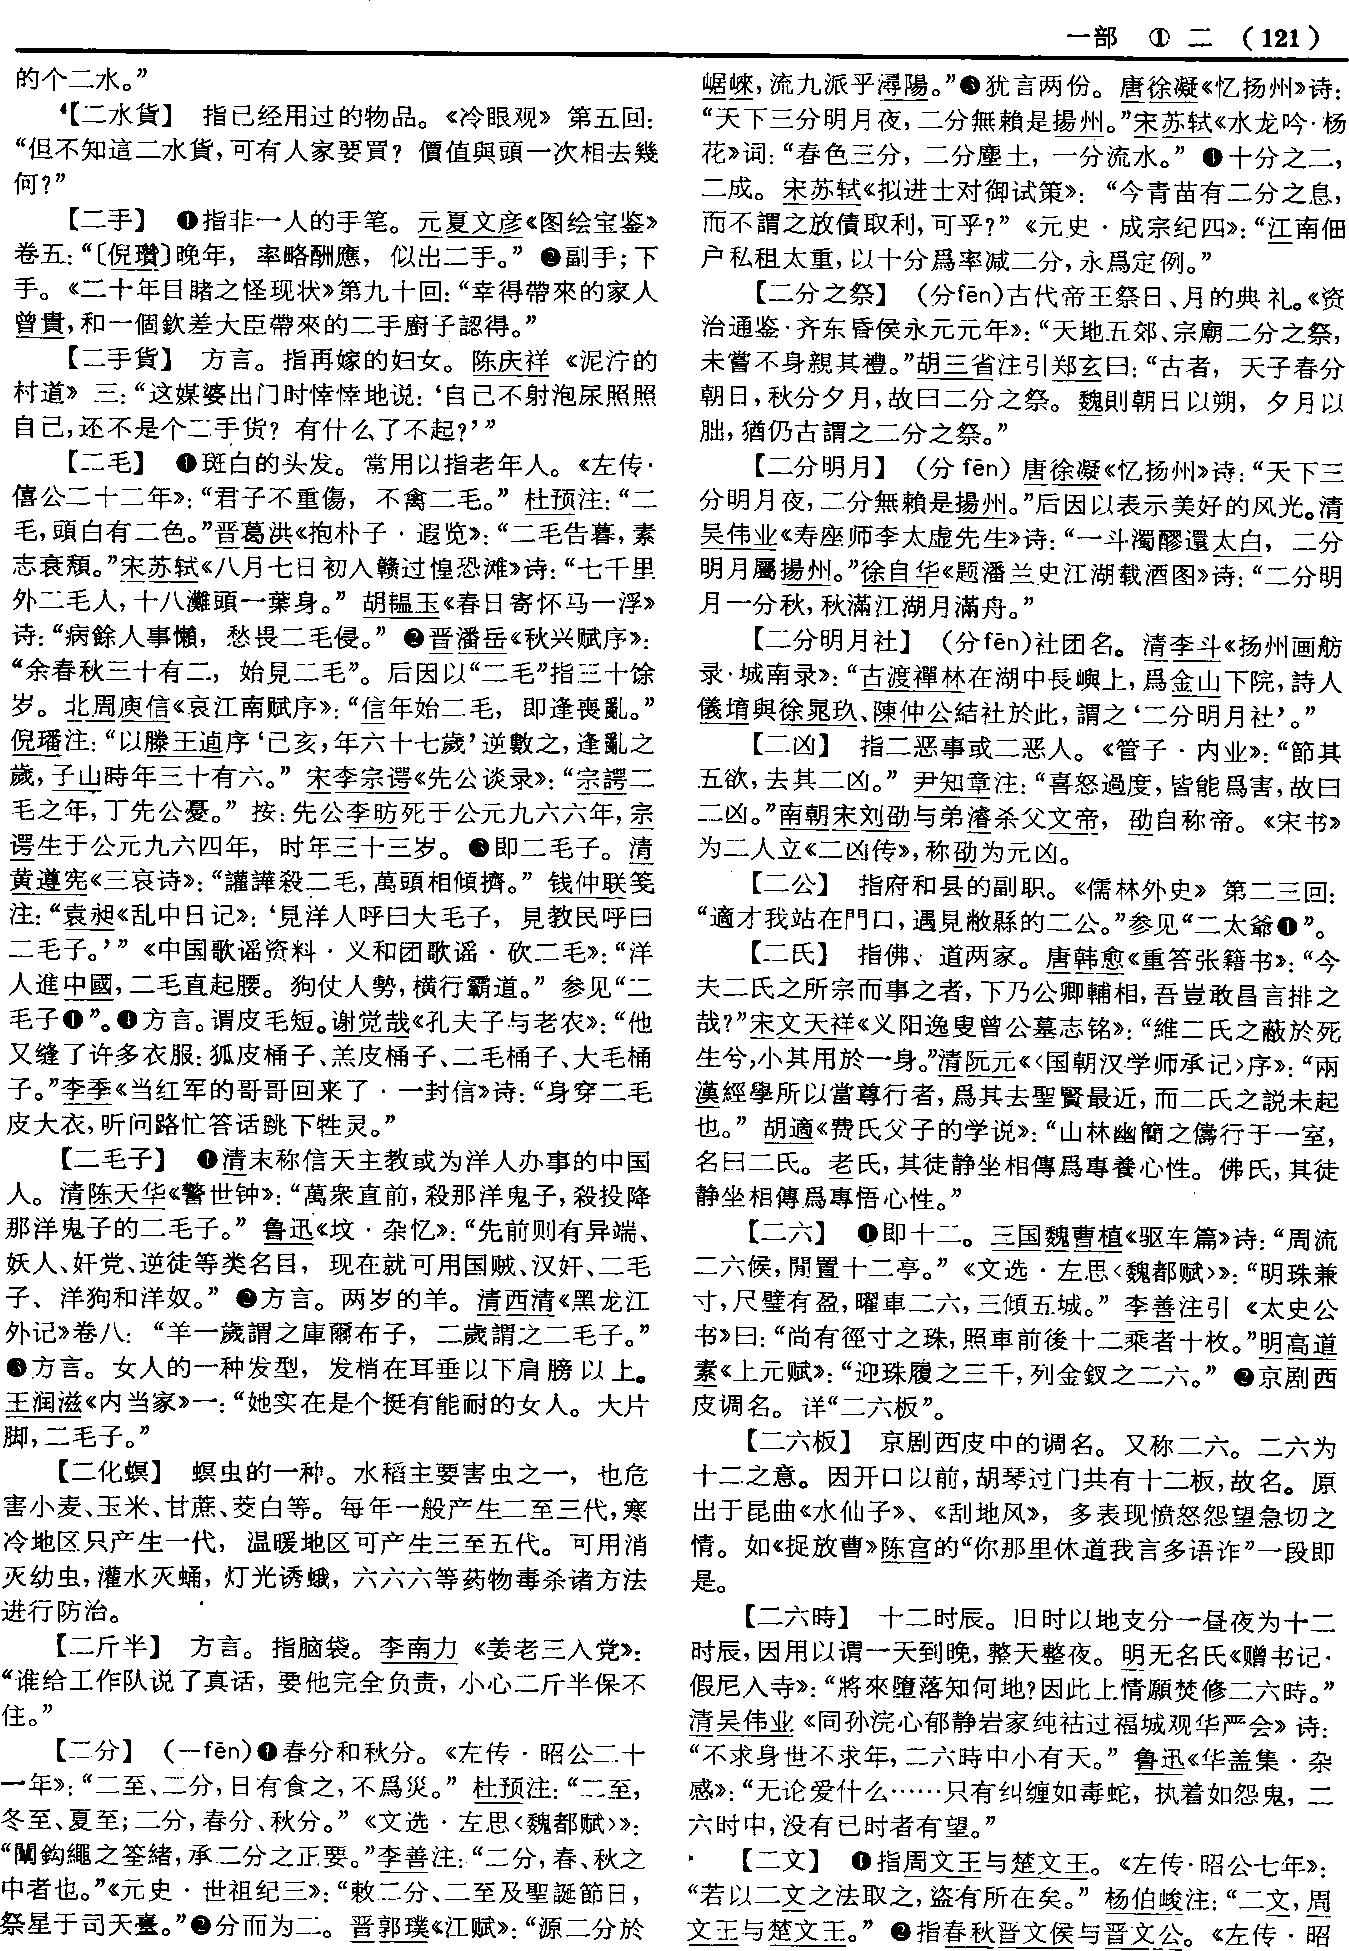 一部 ① 二 (121)
的个二水。”
【二水貨】 指已经用过的物品。《冷眼观》 第五回：
“但不知這二水貨，可有人家要買？價值與頭一次相去幾
何？”
【二手】 ❶指非一人的手笔。元夏文彦《图绘宝鉴》
卷五：“〔倪瓚〕晚年，率略酬應，似出二手。” ❷副手；下
手。《二十年目睹之怪现状》第九十回：“幸得帶來的家人
曾貴，和一個欽差大臣帶來的二手廚子認得。”
【二手貨】 方言。指再嫁的妇女。陈庆祥《泥泞的
村道》 三：“这媒婆出门时悻悻地说：‘自己不射泡尿照照
自己，还不是个二手货？有什么了不起？’”
【二毛】 ❶斑白的头发。常用以指老年人。《左传·
僖公二十二年》：“君子不重傷，不禽二毛。” 杜预注：“二
毛，頭白有二色。”晋葛洪《抱朴子·遐览》：“二毛告暮，素
志衰頹。”宋苏轼《八月七日初入赣过惶恐滩》诗：“七千里
外二毛人，十八灘頭一葉身。” 胡韫玉《春日寄怀马一浮》
诗：“病餘人事懶，愁畏二毛侵。” ❷晋潘岳《秋兴赋序》：
“余春秋三十有二，始見二毛”。后因以“二毛”指三十馀
岁。北周庾信《哀江南赋序》：“信年始二毛，即逢喪亂。”
倪璠注：“以滕王逌序‘己亥，年六十七歲’逆數之，逢亂之
歲，子山時年三十有六。” 宋李宗谔《先公谈录》：“宗諤二
毛之年，丁先公憂。” 按：先公李昉死于公元九九六年，宗
谔生于公元九六四年，时年三十三岁。❸即二毛子。清
黄遵宪《三哀诗》：“讙譁殺二毛，萬頭相傾擠。” 钱仲联笺
注：“袁昶《乱中日记》：‘見洋人呼曰大毛子，見教民呼曰
二毛子。’” 《中国歌谣资料·义和团歌谣·砍二毛》：“洋
人進中國，二毛直起腰。狗仗人勢，横行霸道。” 参见“二
毛子❶”。❹方言。谓皮毛短。谢觉哉《孔夫子与老农》：“他
又缝了许多衣服：狐皮桶子、羔皮桶子、二毛桶子、大毛桶
子。”李季《当红军的哥哥回来了·一封信》诗：“身穿二毛
皮大衣，听问路忙答话跳下牲灵。”
【二毛子】 ❶清末称信天主教或为洋人办事的中国
人。清陈天华《警世钟》：“萬衆直前，殺那洋鬼子，殺投降
那洋鬼子的二毛子。” 鲁迅《坟·杂忆》：“先前则有异端、
妖人、奸党、逆徒等类名目，现在就可用国贼、汉奸、二毛
子、洋狗和洋奴。” ❷方言。两岁的羊。清西清《黑龙江
外记》卷八：“羊一歲謂之庫爾布子，二歲謂之二毛子。”
❸方言。女人的一种发型，发梢在耳垂以下肩膀以上。
王润滋《内当家》一：“她实在是个挺有能耐的女人。大片
脚，二毛子。”
【二化螟】 螟虫的一种。水稻主要害虫之一，也危
害小麦、玉米、甘蔗、茭白等。每年一般产生二至三代，寒
冷地区只产生一代，温暖地区可产生三至五代。可用消
灭幼虫，灌水灭蛹，灯光诱蛾，六六六等药物毒杀诸方法
进行防治。
【二斤半】 方言。指脑袋。李南力《姜老三入党》：
“谁给工作队说了真话，要他完全负责，小心二斤半保不
住。”
【二分】 （—fēn）❶春分和秋分。《左传·昭公二十
一年》：“二至、二分，日有食之，不爲災。” 杜预注：“二至，
冬至、夏至；二分，春分、秋分。” 《文选·左思〈魏都赋〉》：
“闡鈎繩之筌緒，承二分之正要。”李善注：“二分，春、秋之
中者也。”《元史·世祖纪三》：“敕二分、二至及聖誕節日，
祭星于司天臺。”❷分而为二。晋郭璞《江赋》：“源二分於
崌崍，流九派乎潯陽。”❸犹言两份。唐徐凝《忆扬州》诗：
“天下三分明月夜，二分無賴是揚州。”宋苏轼《水龙吟·杨
花》词：“春色三分，二分塵土，一分流水。” ❹十分之二，
二成。宋苏轼《拟进士对御试策》：“今青苗有二分之息，
而不謂之放債取利，可乎？” 《元史·成宗纪四》：“江南佃
户私租太重，以十分爲率减二分，永爲定例。”
【二分之祭】 （分fēn）古代帝王祭日、月的典礼。《资
治通鉴·齐东昏侯永元元年》：“天地五郊、宗廟二分之祭，
未嘗不身親其禮。”胡三省注引郑玄曰：“古者，天子春分
朝日，秋分夕月，故曰二分之祭。魏則朝日以朔，夕月以
朏，猶仍古謂之二分之祭。”
【二分明月】 （分fēn）唐徐凝《忆扬州》诗：“天下三
分明月夜，二分無賴是揚州。”后因以表示美好的风光。清
吴伟业《寿座师李太虚先生》诗：“一斗濁醪還太白，二分
明月屬揚州。”徐自华《题潘兰史江湖载酒图》诗：“二分明
月一分秋，秋滿江湖月滿舟。”
【二分明月社】 （分fēn）社团名。清李斗《扬州画舫
录·城南录》：“古渡禪林在湖中長嶼上，爲金山下院，詩人
儀堉與徐晃玖、陳仲公結社於此，謂之‘二分明月社’。”
【二凶】 指二恶事或二恶人。《管子·内业》：“節其
五欲，去其二凶。” 尹知章注：“喜怒過度，皆能爲害，故曰
二凶。”南朝宋刘劭与弟濬杀父文帝，劭自称帝。《宋书》
为二人立《二凶传》，称劭为元凶。
【二公】 指府和县的副职。《儒林外史》 第二三回：
“適才我站在門口，遇見敝縣的二公。”参见“二太爷❶”。
【二氏】 指佛、道两家。唐韩愈《重答张籍书》：“今
夫二氏之所宗而事之者，下乃公卿輔相，吾豈敢昌言排之
哉？”宋文天祥《义阳逸叟曾公墓志铭》：“維二氏之蔽於死
生兮，小其用於一身。”清阮元《〈国朝汉学师承记〉序》：“兩
漢經學所以當尊行者，爲其去聖賢最近，而二氏之説未起
也。” 胡適《费氏父子的学说》：“山林幽閴之儔行于一室，
名曰二氏。老氏，其徒静坐相傳爲專養心性。佛氏，其徒
静坐相傳爲專悟心性。”
【二六】 ❶即十二。三国魏曹植《驱车篇》诗：“周流
二六候，閒置十二亭。” 《文选·左思〈魏都赋〉》：“明珠兼
寸，尺璧有盈，曜車二六，三傾五城。” 李善注引《太史公
书》曰：“尚有徑寸之珠，照車前後十二乘者十枚。”明高道
素《上元赋》：“迎珠履之三千，列金釵之二六。” ❷京剧西
皮调名。详“二六板”。
【二六板】 京剧西皮中的调名。又称二六。二六为
十二之意。因开口以前，胡琴过门共有十二板，故名。原
出于昆曲《水仙子》、《刮地风》，多表现愤怒怨望急切之
情。如《捉放曹》陈宫的“你那里休道我言多语诈”一段即
是。
【二六時】 十二时辰。旧时以地支分一昼夜为十二
时辰，因用以谓一天到晚，整天整夜。明无名氏《赠书记·
假尼入寺》：“將來墮落知何地？因此上情願焚修二六時。”
清吴伟业《同孙浣心郁静岩家纯祜过福城观华严会》诗：
“不求身世不求年，二六時中小有天。” 鲁迅《华盖集·杂
感》：“无论爱什么……只有纠缠如毒蛇，执着如怨鬼，二
六时中，没有已时者有望。”
【二文】 ❶指周文王与楚文王。《左传·昭公七年》：
“若以二文之法取之，盗有所在矣。” 杨伯峻注：“二文，周
文王与楚文王。” ❷指春秋晋文侯与晋文公。《左传·昭